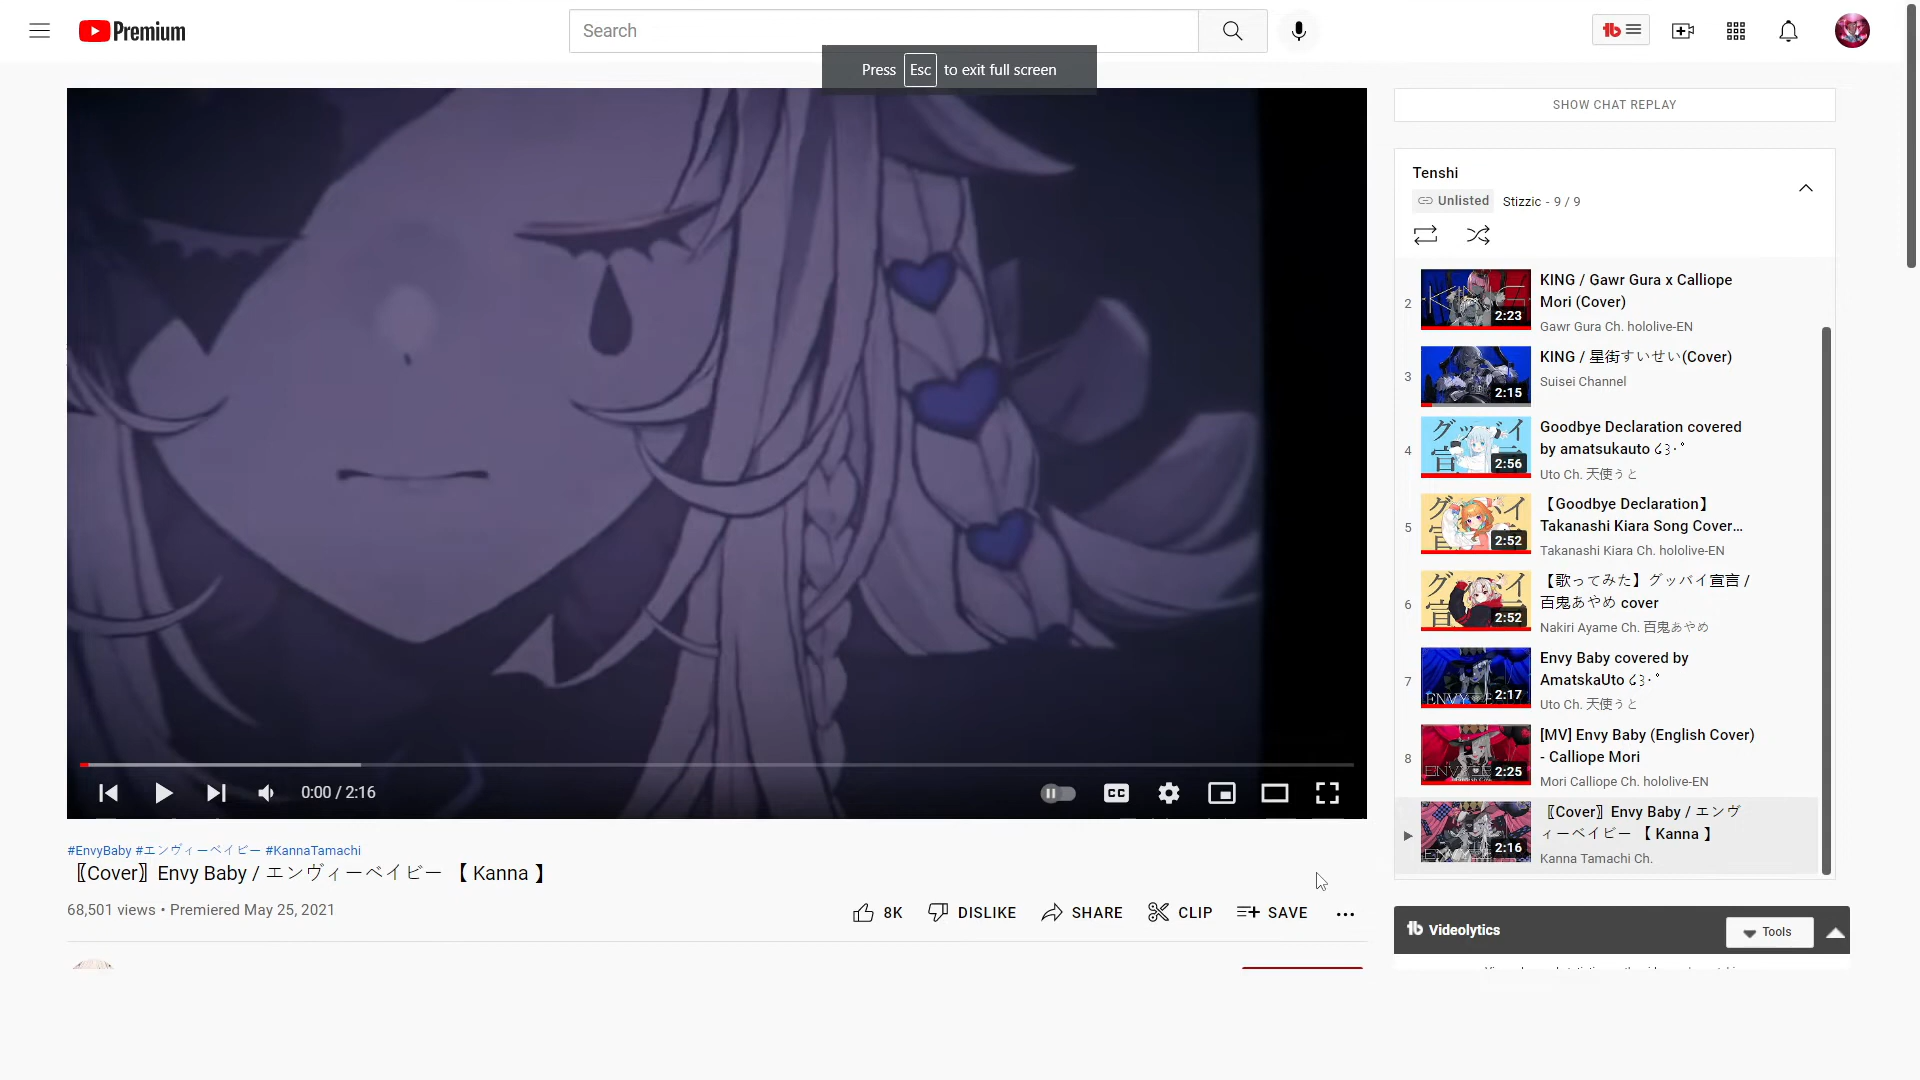 Premium
Search
Press Esc to exit full screen
SHOW CHAT REPLAY
Tenshi
Unlisted Stizzic - 9 / 9
2
KING / Gawr Gura x Calliope
Mori (Cover)
2:23
Gawr Gura Ch. hololive-EN
3
KING / 星街すいせい(Cover)
Suisei Channel
2:15
4
Goodbye Declaration covered
by amatsukauto ໒꒱· ﾟ
2:56
Uto Ch. 天使うと
5
【Goodbye Declaration】
Takanashi Kiara Song Cover...
2:52
Takanashi Kiara Ch. hololive-EN
6
【歌ってみた】グッバイ宣言 /
百鬼あやめ cover
2:52
Nakiri Ayame Ch. 百鬼あやめ
7
Envy Baby covered by
AmatskaUto ໒꒱· ﾟ
2:17
Uto Ch. 天使うと
8
[MV] Envy Baby (English Cover)
- Calliope Mori
2:25
Mori Calliope Ch. hololive-EN
〖Cover〗Envy Baby / エンヴ
ィーベイビー 【 Kanna 】
2:16
Kanna Tamachi Ch.
0:00 / 2:16
CC
#EnvyBaby #エンヴィーベイビー #KannaTamachi
〖Cover〗Envy Baby / エンヴィーベイビー 【 Kanna 】
68,501 views • Premiered May 25, 2021
8K DISLIKE SHARE CLIP SAVE
Videolytics
Tools